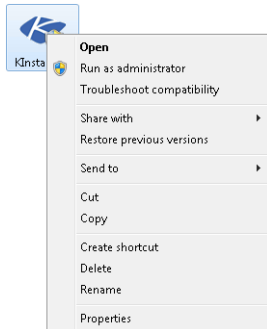 KInsta
Open
Run as administrator
Troubleshoot compatibility
Share with
Restore previous versions
Send to
Cut
Copy
Create shortcut
Delete
Rename
Properties